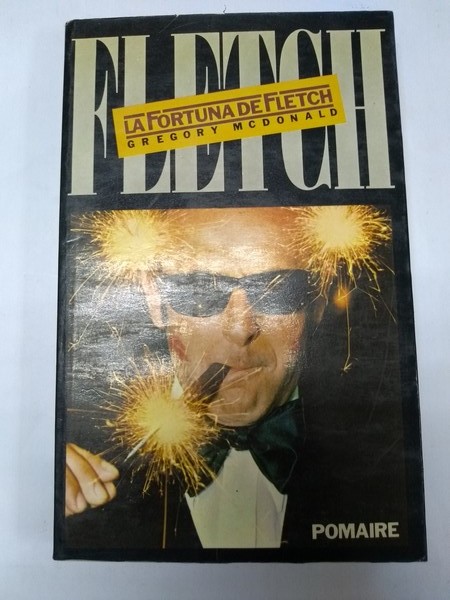 FLETCH
LA FORTUNA DE FLETCH
GREGORY MCDONALD
POMAIRE